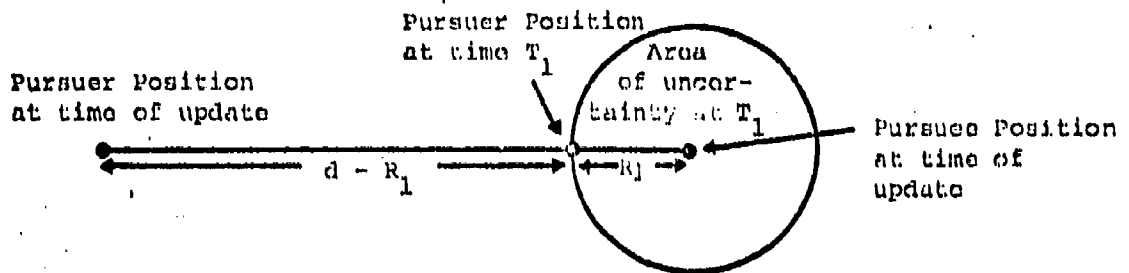 Pursuer Position
at time T1
Area
of uncer-
tainty at T1
Pursuer Position
at time of update
d - R1
R1
Pursuee Position
at time of
update